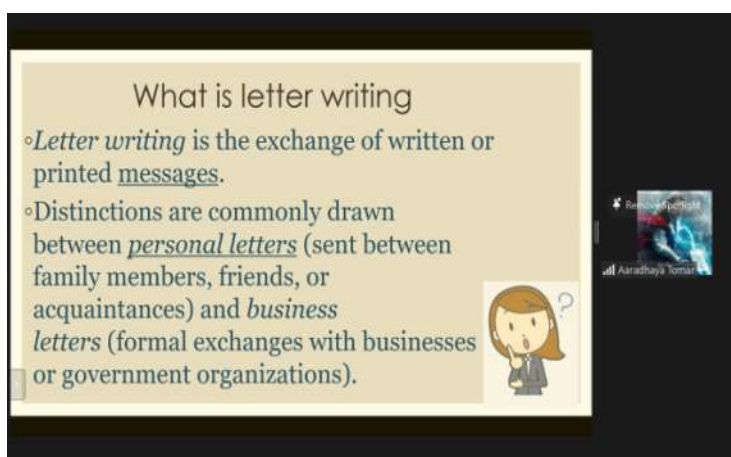 What is letter writing
◦Letter writing is the exchange of written or
printed messages.
◦Distinctions are commonly drawn
between personal letters (sent between
family members, friends, or
acquaintances) and business
letters (formal exchanges with businesses
or government organizations).
?
Remove Spotlight
Aaradhaya Tomar